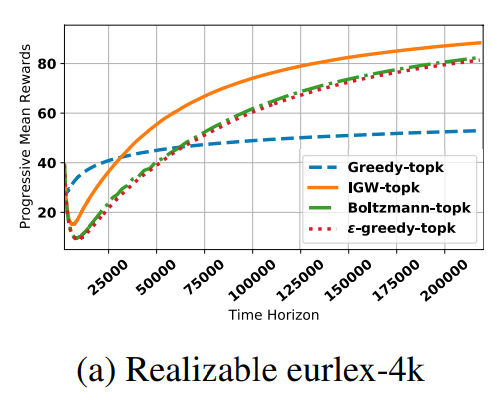 Progressive Mean Rewards
80
60
40
20
Greedy-topk
IGW-topk
Boltzmann-topk
ε-greedy-topk
25000 50000 75000 100000 125000 150000 175000 200000
Time Horizon
(a) Realizable eurlex-4k